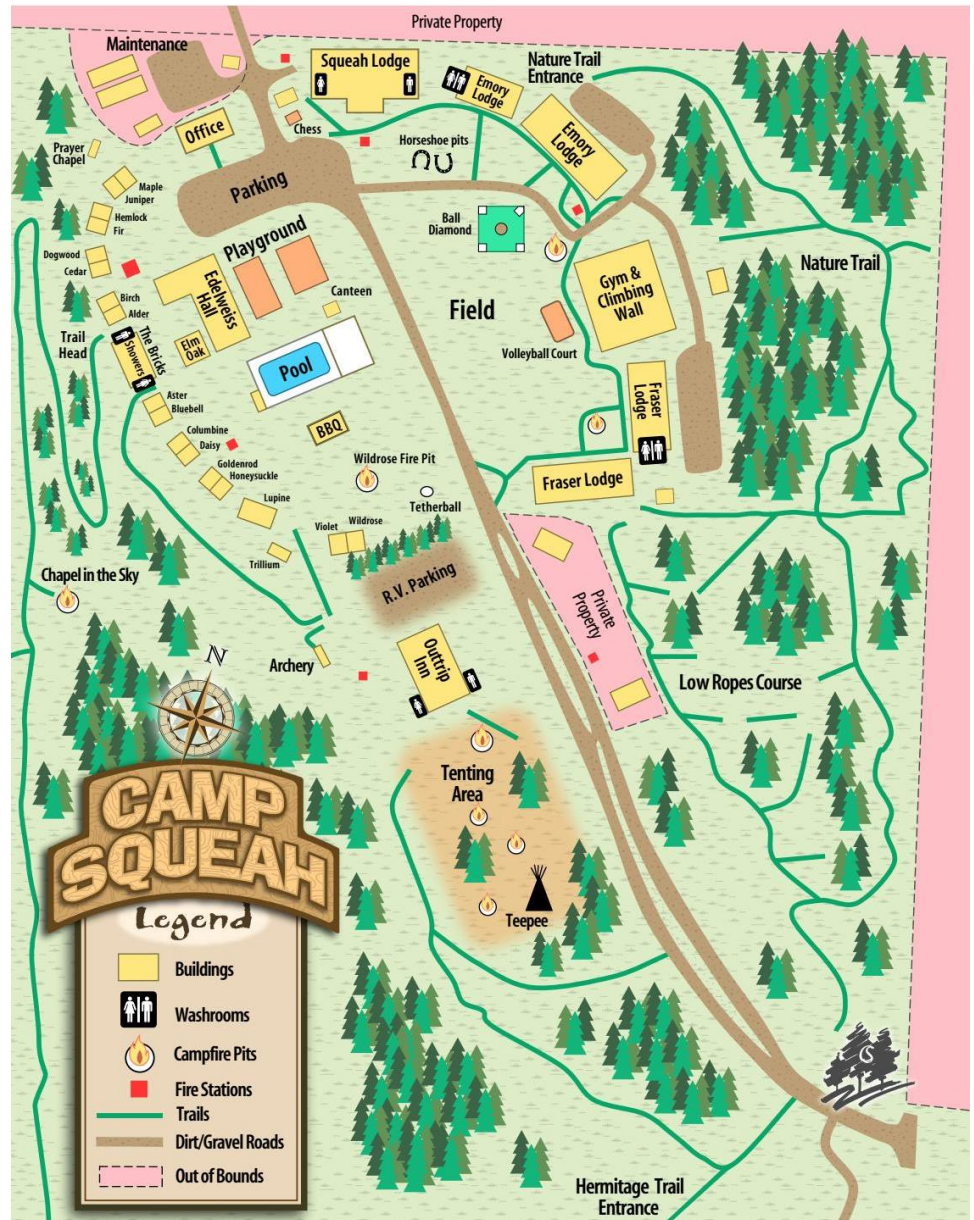 Private Property
Maintenance
Squeah Lodge
Nature Trail
Entrance
Emory
Lodge
Office
Chess
Emory
Lodge
Horseshoe pits
Prayer
Chapel
Parking
Maple
Juniper
Hemlock
Fir
Ball
Diamond
Playground
Dogwood
Cedar
Edelweiss
Hall
Nature Trail
Gym &
Climbing
Wall
Canteen
Field
Birch
Alder
Trail
Head
The Bricks
Showers
Elm
Oak
Volleyball Court
Pool
Aster
Bluebell
Fraser
Lodge
BBQ
Columbine
Daisy
Wildrose Fire Pit
Goldenrod
Honeysuckle
Fraser Lodge
Tetherball
Lupine
Violet
Wildrose
Trillium
R.V. Parking
Chapel in the Sky
Private
Property
Archery
Outtrip
Inn
N
Low Ropes Course
Tenting
Area
CAMP
SQUEAH
Teepee
Legend
Buildings
Washrooms
Campfire Pits
Fire Stations
Trails
Dirt/Gravel Roads
Out of Bounds
Hermitage Trail
Entrance